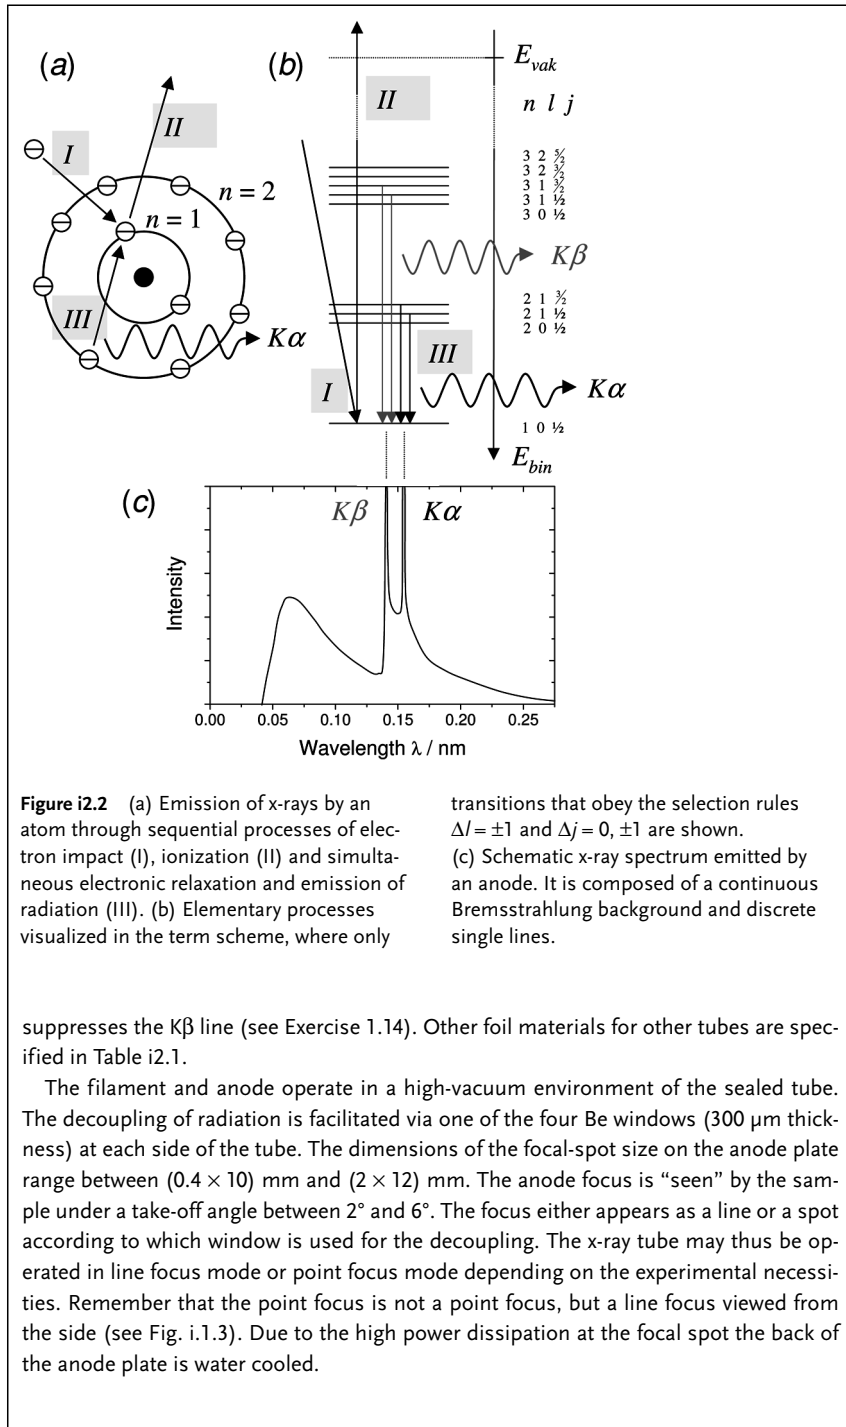 (a)
I
II
n = 2
n = 1
III
Kα
(b)
E_vak
II
n l j
3 2 5/2
3 2 3/2
3 1 3/2
3 1 ½
3 0 ½
Kβ
2 1 3/2
2 1 ½
2 0 ½
III
I
Kα
1 0 ½
E_bin
(c)
Kβ Kα
Intensity
0.00 0.05 0.10 0.15 0.20 0.25
Wavelength λ / nm
Figure i2.2 (a) Emission of x-rays by an
atom through sequential processes of elec-
tron impact (I), ionization (II) and simulta-
neous electronic relaxation and emission of
radiation (III). (b) Elementary processes
visualized in the term scheme, where only
transitions that obey the selection rules
Δl = ±1 and Δj = 0, ±1 are shown.
(c) Schematic x-ray spectrum emitted by
an anode. It is composed of a continuous
Bremsstrahlung background and discrete
single lines.
suppresses the Kβ line (see Exercise 1.14). Other foil materials for other tubes are spec-
ified in Table i2.1.
The filament and anode operate in a high-vacuum environment of the sealed tube.
The decoupling of radiation is facilitated via one of the four Be windows (300 μm thick-
ness) at each side of the tube. The dimensions of the focal-spot size on the anode plate
range between (0.4 × 10) mm and (2 × 12) mm. The anode focus is “seen” by the sam-
ple under a take-off angle between 2° and 6°. The focus either appears as a line or a spot
according to which window is used for the decoupling. The x-ray tube may thus be op-
erated in line focus mode or point focus mode depending on the experimental necessi-
ties. Remember that the point focus is not a point focus, but a line focus viewed from
the side (see Fig. i.1.3). Due to the high power dissipation at the focal spot the back of
the anode plate is water cooled.